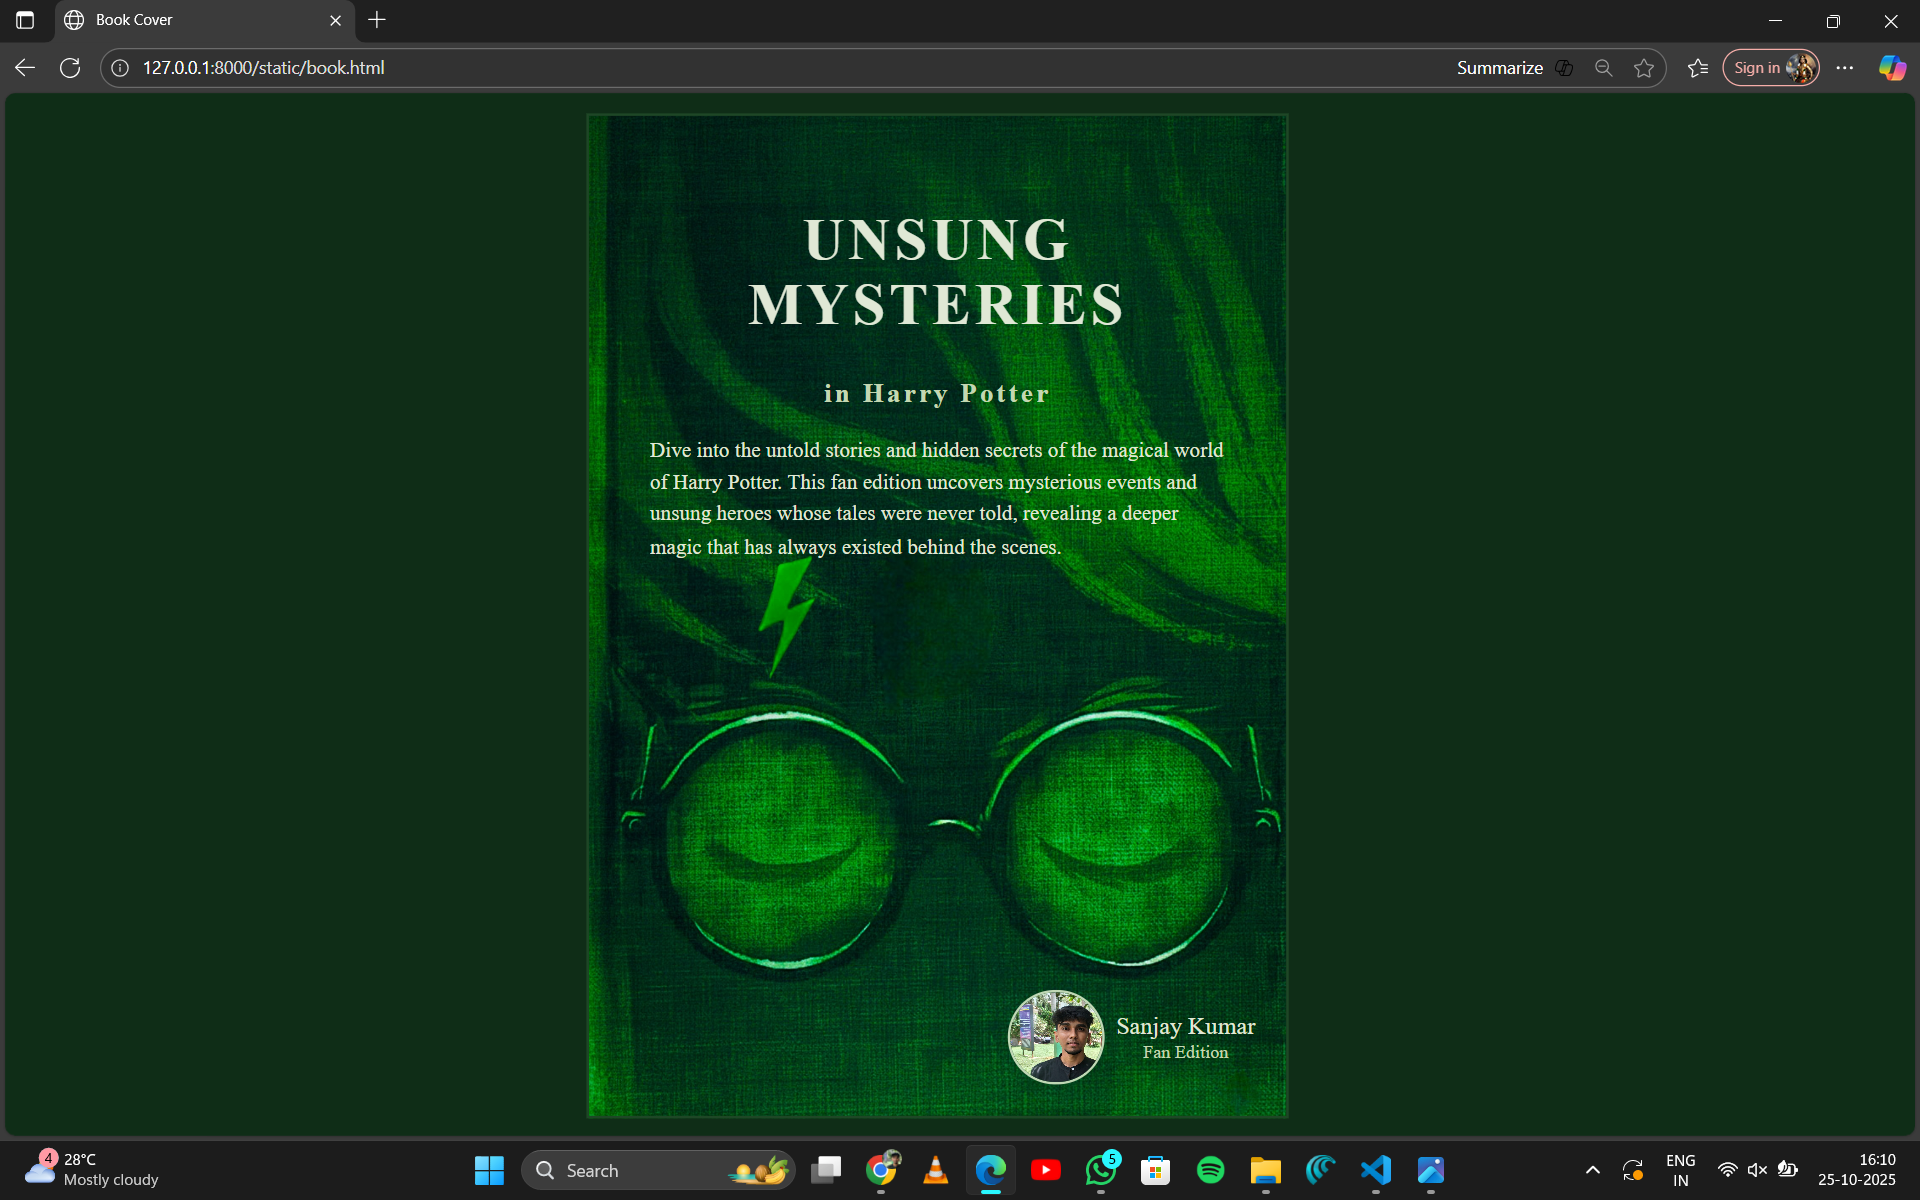 Book Cover
127.0.0.1:8000/static/book.html
Summarize
Sign in
UNSUNG
MYSTERIES
in Harry Potter
Dive into the untold stories and hidden secrets of the magical world
of Harry Potter. This fan edition uncovers mysterious events and
unsung heroes whose tales were never told, revealing a deeper
magic that has always existed behind the scenes.
Sanjay Kumar
Fan Edition
4
28°C
Mostly cloudy
Search
5
ENG
IN
16:10
25-10-2025